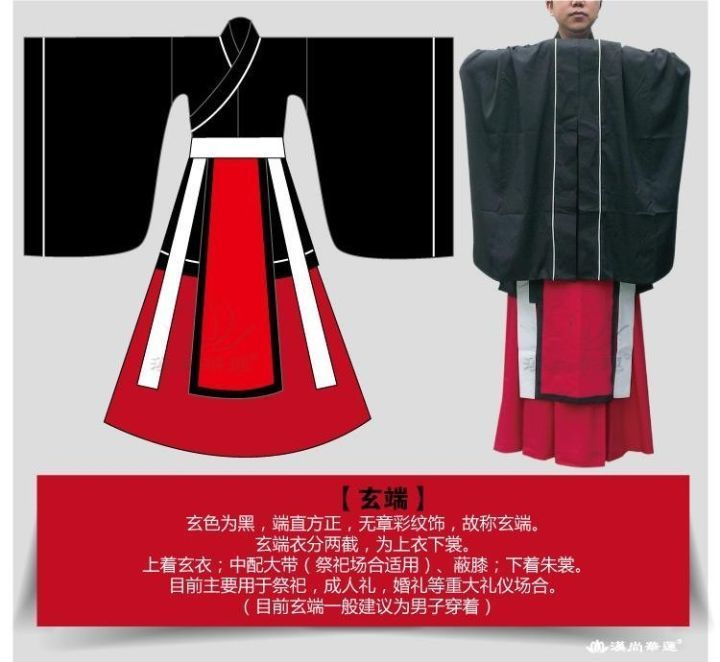 【玄端】
玄色为黑，端直方正，无章彩纹饰，故称玄端。
玄端衣分两截，为上衣下裳。
上着玄衣；中配大带（祭祀场合适用）、蔽膝；下着朱裳。
目前主要用于祭祀，成人礼，婚礼等重大礼仪场合。
（目前玄端一般建议为男子穿着）
漢尚華蓮